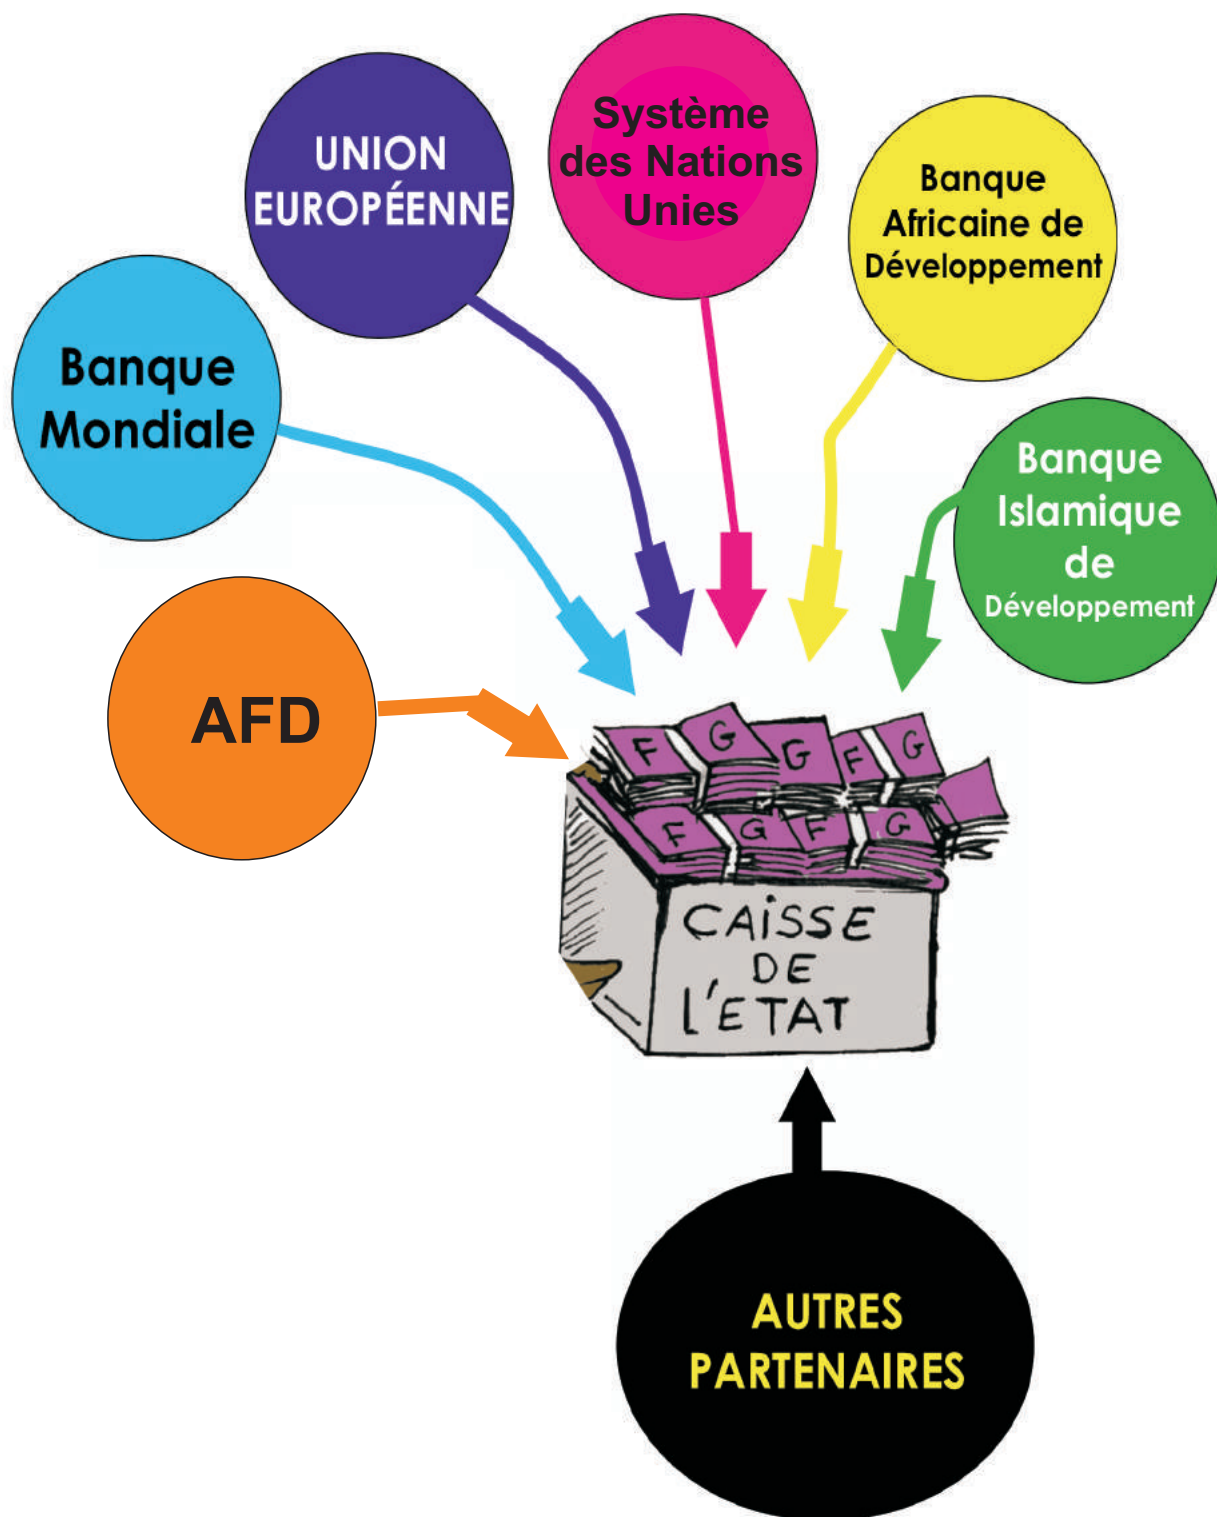 Système
des Nations
Unies
UNION
EUROPÉENNE
Banque
Africaine de
Développement
Banque
Mondiale
Banque
Islamique
de
Développement
AFD
F G G F G
F G F G
CAISSE
DE
L'ETAT
AUTRES
PARTENAIRES